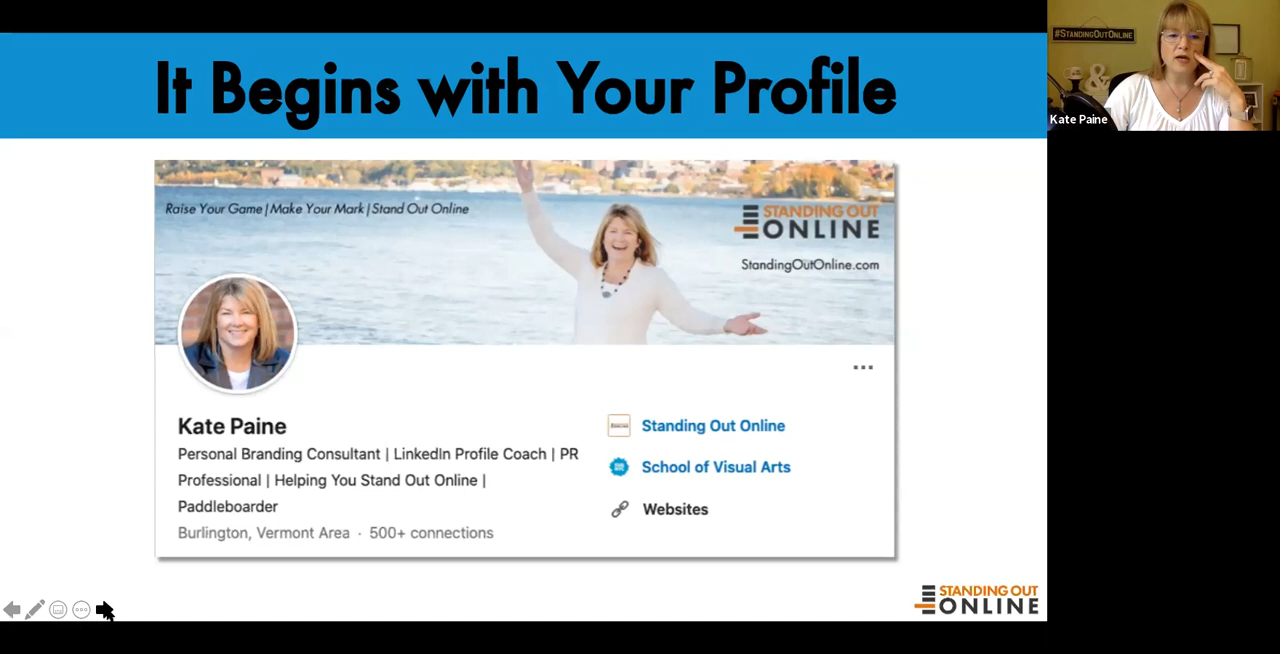 It Begins with Your Profile
#STANDINGOUTONLINE
&
Kate Paine
Raise Your Game | Make Your Mark | Stand Out Online
STANDING OUT
ONLINE
StandingOutOnline.com
Kate Paine
Personal Branding Consultant | LinkedIn Profile Coach | PR
Professional | Helping You Stand Out Online |
Paddleboarder
Burlington, Vermont Area · 500+ connections
Standing Out Online
School of Visual Arts
Websites
STANDING OUT
ONLINE